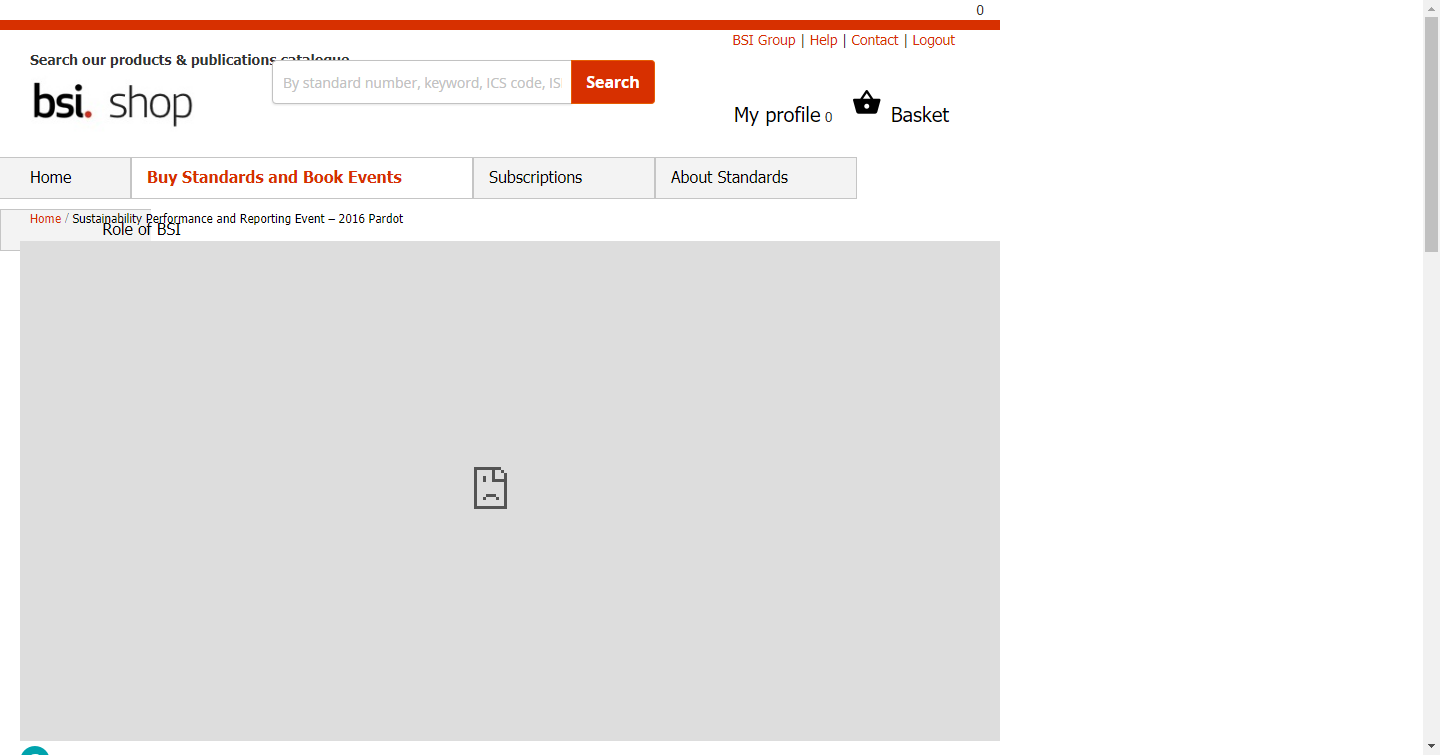 0
BSI Group | Help | Contact | Logout
Search our products & publications catalogue
By standard number, keyword, ICS code, IS
Search
bsi. shop
My profile 0
Basket
Home
Buy Standards and Book Events
Subscriptions
About Standards
Home / Sustainability Performance and Reporting Event – 2016 Pardot
Role of BSI